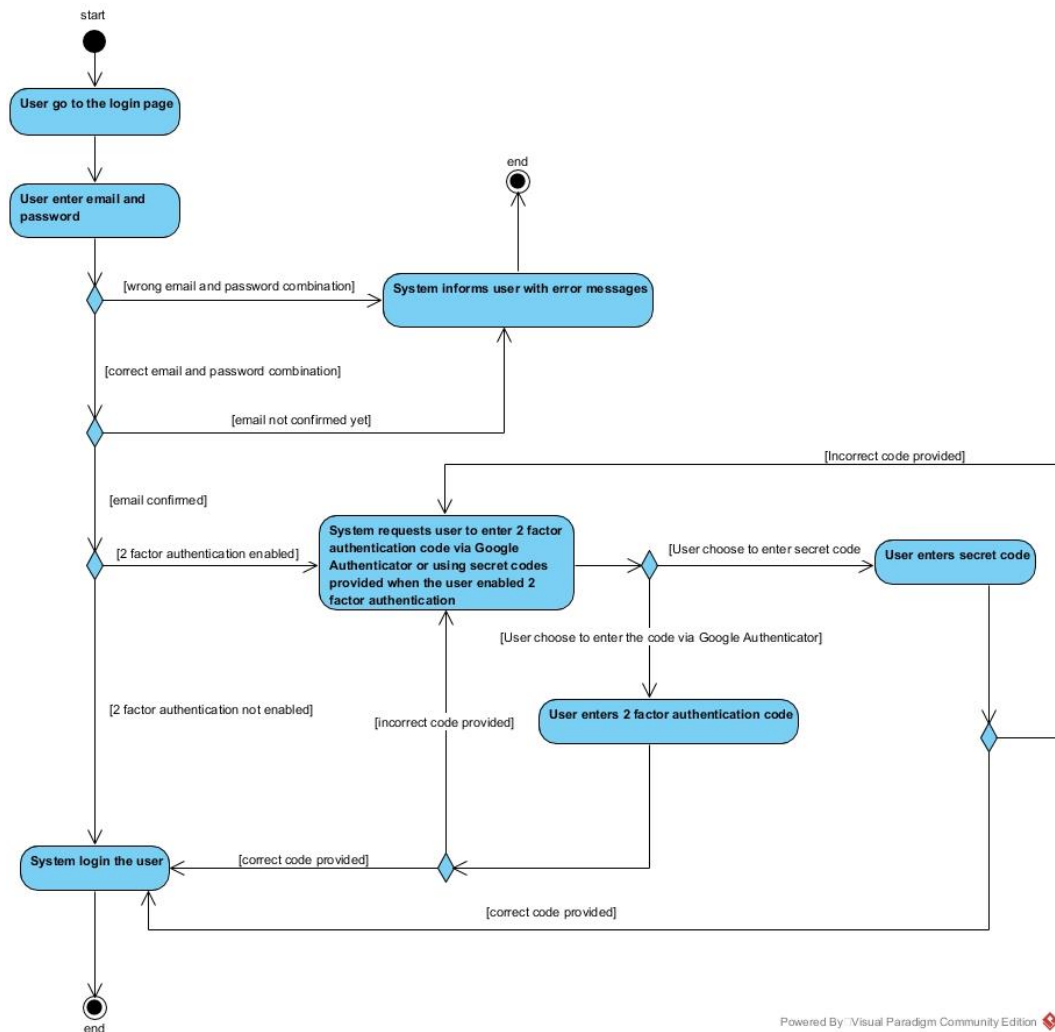 start
User go to the login page
User enter email and
password
end
[wrong email and password combination]
System informs user with error messages
[correct email and password combination]
[email not confirmed yet]
[Incorrect code provided]
[email confirmed]
[2 factor authentication enabled]
System requests user to enter 2 factor
authentication code via Google
Authenticator or using secret codes
provided when the user enabled 2
factor authentication
[User choose to enter secret code
User enters secret code
[User choose to enter the code via Google Authenticator]
[2 factor authentication not enabled]
[incorrect code provided]
User enters 2 factor authentication code
System login the user
[correct code provided]
[correct code provided]
end
Powered By Visual Paradigm Community Edition